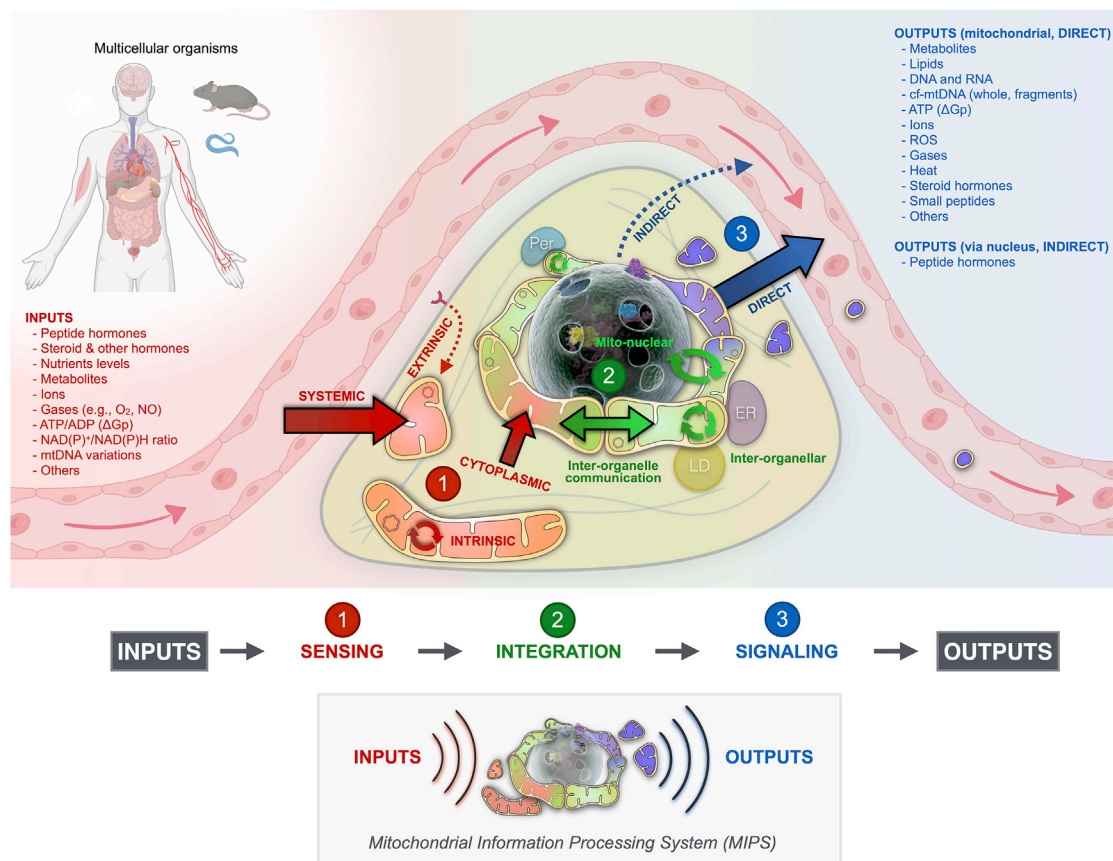 Multicellular organisms
INPUTS
- Peptide hormones
- Steroid & other hormones
- Nutrients levels
- Metabolites
- Ions
- Gases (e.g., O₂, NO)
- ATP/ADP (ΔGp)
- NAD(P)⁺/NAD(P)H ratio
- mtDNA variations
- Others
OUTPUTS (mitochondrial, DIRECT)
- Metabolites
- Lipids
- DNA and RNA
- cf-mtDNA (whole, fragments)
- ATP (ΔGp)
- Ions
- ROS
- Gases
- Heat
- Steroid hormones
- Small peptides
- Others
OUTPUTS (via nucleus, INDIRECT)
- Peptide hormones
SYSTEMIC
EXTRINSIC
1
CYTOPLASMIC
INTRINSIC
Per
Mito-nuclear
2
Inter-organelle
communication
ER
LD
Inter-organellar
INDIRECT
3
DIRECT
1
2
3
INPUTS
SENSING
INTEGRATION
SIGNALING
OUTPUTS
INPUTS
OUTPUTS
Mitochondrial Information Processing System (MIPS)